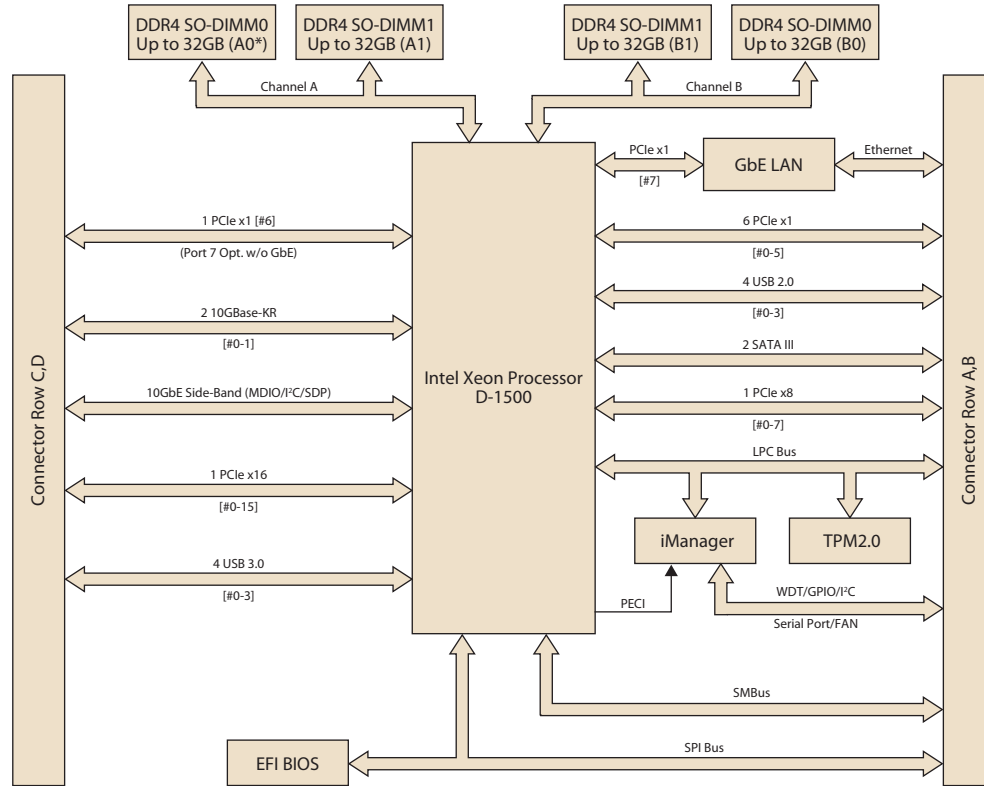 DDR4 SO-DIMM0
Up to 32GB (A0*)
DDR4 SO-DIMM1
Up to 32GB (A1)
DDR4 SO-DIMM1
Up to 32GB (B1)
DDR4 SO-DIMM0
Up to 32GB (B0)
Channel A
Channel B
Connector Row C,D
1 PCIe x1 [#6]
(Port 7 Opt. w/o GbE)
2 10GBase-KR
[#0-1]
10GbE Side-Band (MDIO/I²C/SDP)
1 PCIe x16
[#0-15]
4 USB 3.0
[#0-3]
Intel Xeon Processor
D-1500
PCIe x1
[#7]
GbE LAN
Ethernet
6 PCIe x1
[#0-5]
4 USB 2.0
[#0-3]
2 SATA III
1 PCIe x8
[#0-7]
LPC Bus
iManager
TPM2.0
PECI
WDT/GPIO/I²C
Serial Port/FAN
SMBus
SPI Bus
EFI BIOS
Connector Row A,B